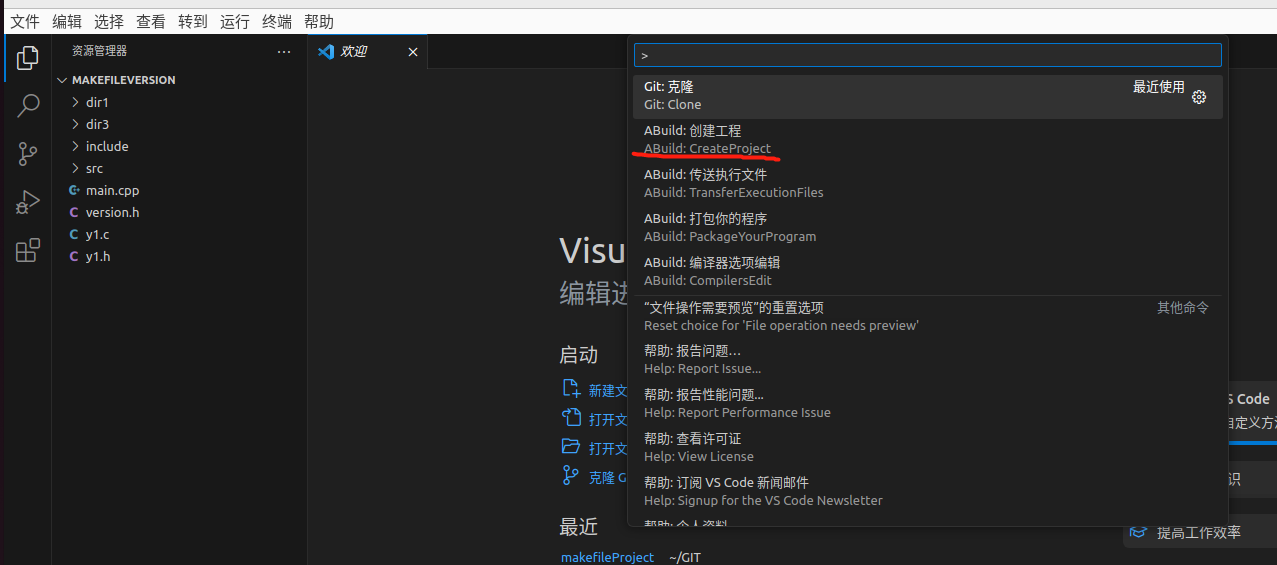 文件 编辑 选择 查看 转到 运行 终端 帮助
资源管理器 ···
欢迎
MAKEFILEVERSION
dir1
dir3
include
src
main.cpp
version.h
y1.c
y1.h
>
Git: 克隆 最近使用
Git: Clone
ABuild: 创建工程
ABuild: CreateProject
ABuild: 传送执行文件
ABuild: TransferExecutionFiles
ABuild: 打包你的程序
ABuild: PackageYourProgram
ABuild: 编译器选项编辑
ABuild: CompilersEdit
“文件操作需要预览”的重置选项 其他命令
Reset choice for 'File operation needs preview'
帮助: 报告问题...
Help: Report Issue...
帮助: 报告性能问题...
Help: Report Performance Issue
帮助: 查看许可证
Help: View License
帮助: 订阅 VS Code 新闻邮件
Help: Signup for the VS Code Newsletter
Visu
编辑进
启动
新建文
打开文
打开文
克隆 G
最近
makefileProject ~/GIT
Code
自定义方
识
提高工作效率